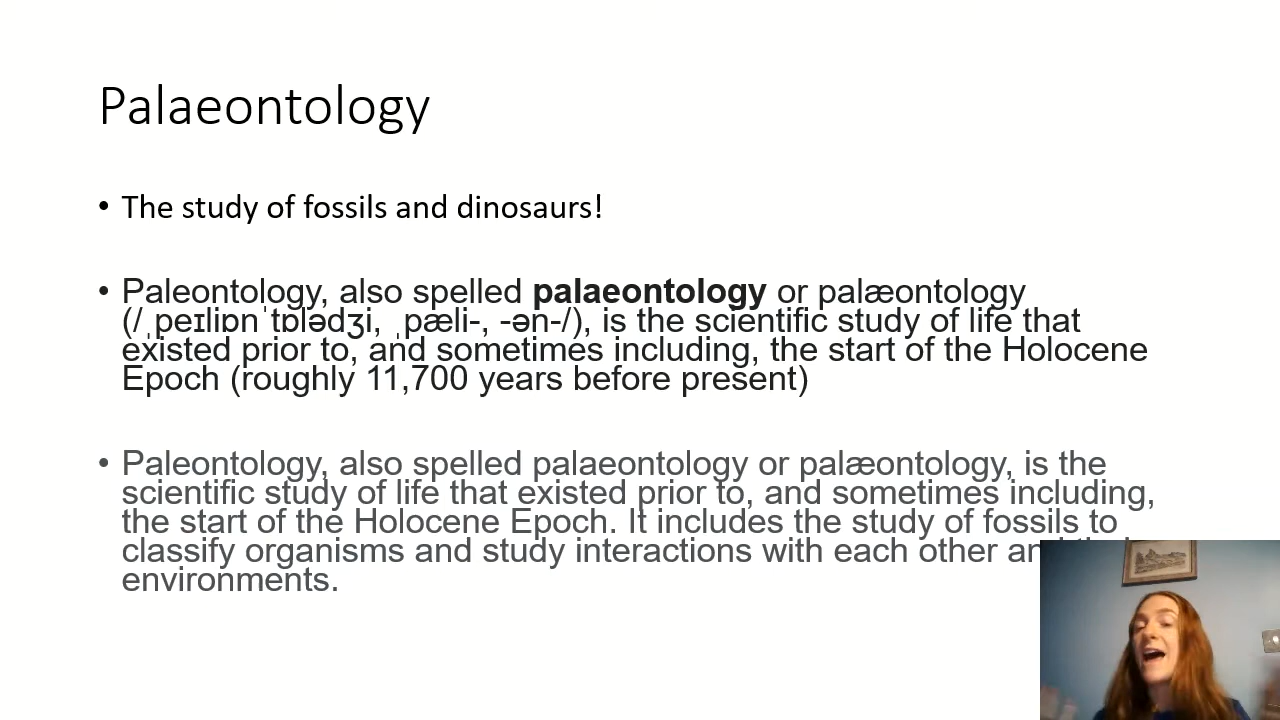 Palaeontology
• The study of fossils and dinosaurs!
• Paleontology, also spelled palaeontology or palæontology
(/ˌpeɪliɒnˈtɒlədʒi, ˌpæli-, -ən-/), is the scientific study of life that
existed prior to, and sometimes including, the start of the Holocene
Epoch (roughly 11,700 years before present)
• Paleontology, also spelled palaeontology or palæontology, is the
scientific study of life that existed prior to, and sometimes including,
the start of the Holocene Epoch. It includes the study of fossils to
classify organisms and study interactions with each other
environments.